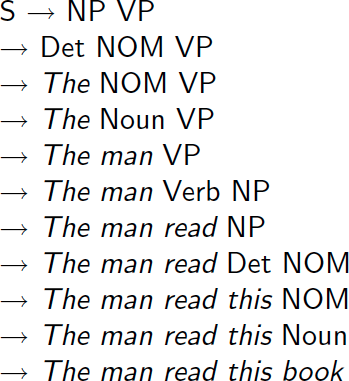 S → NP VP
→ Det NOM VP
→ The NOM VP
→ The Noun VP
→ The man VP
→ The man Verb NP
→ The man read NP
→ The man read Det NOM
→ The man read this NOM
→ The man read this Noun
→ The man read this book